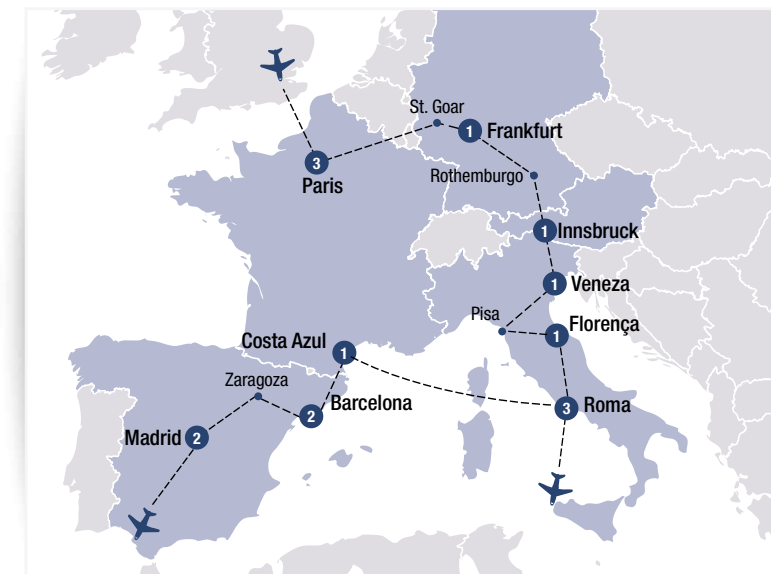 St. Goar
1
Frankfurt
3
Paris
Rothemburgo
1
Innsbruck
1
Veneza
Pisa
Florença
1
Costa Azul
1
Zaragoza
Barcelona
2
3
Roma
Madrid
2